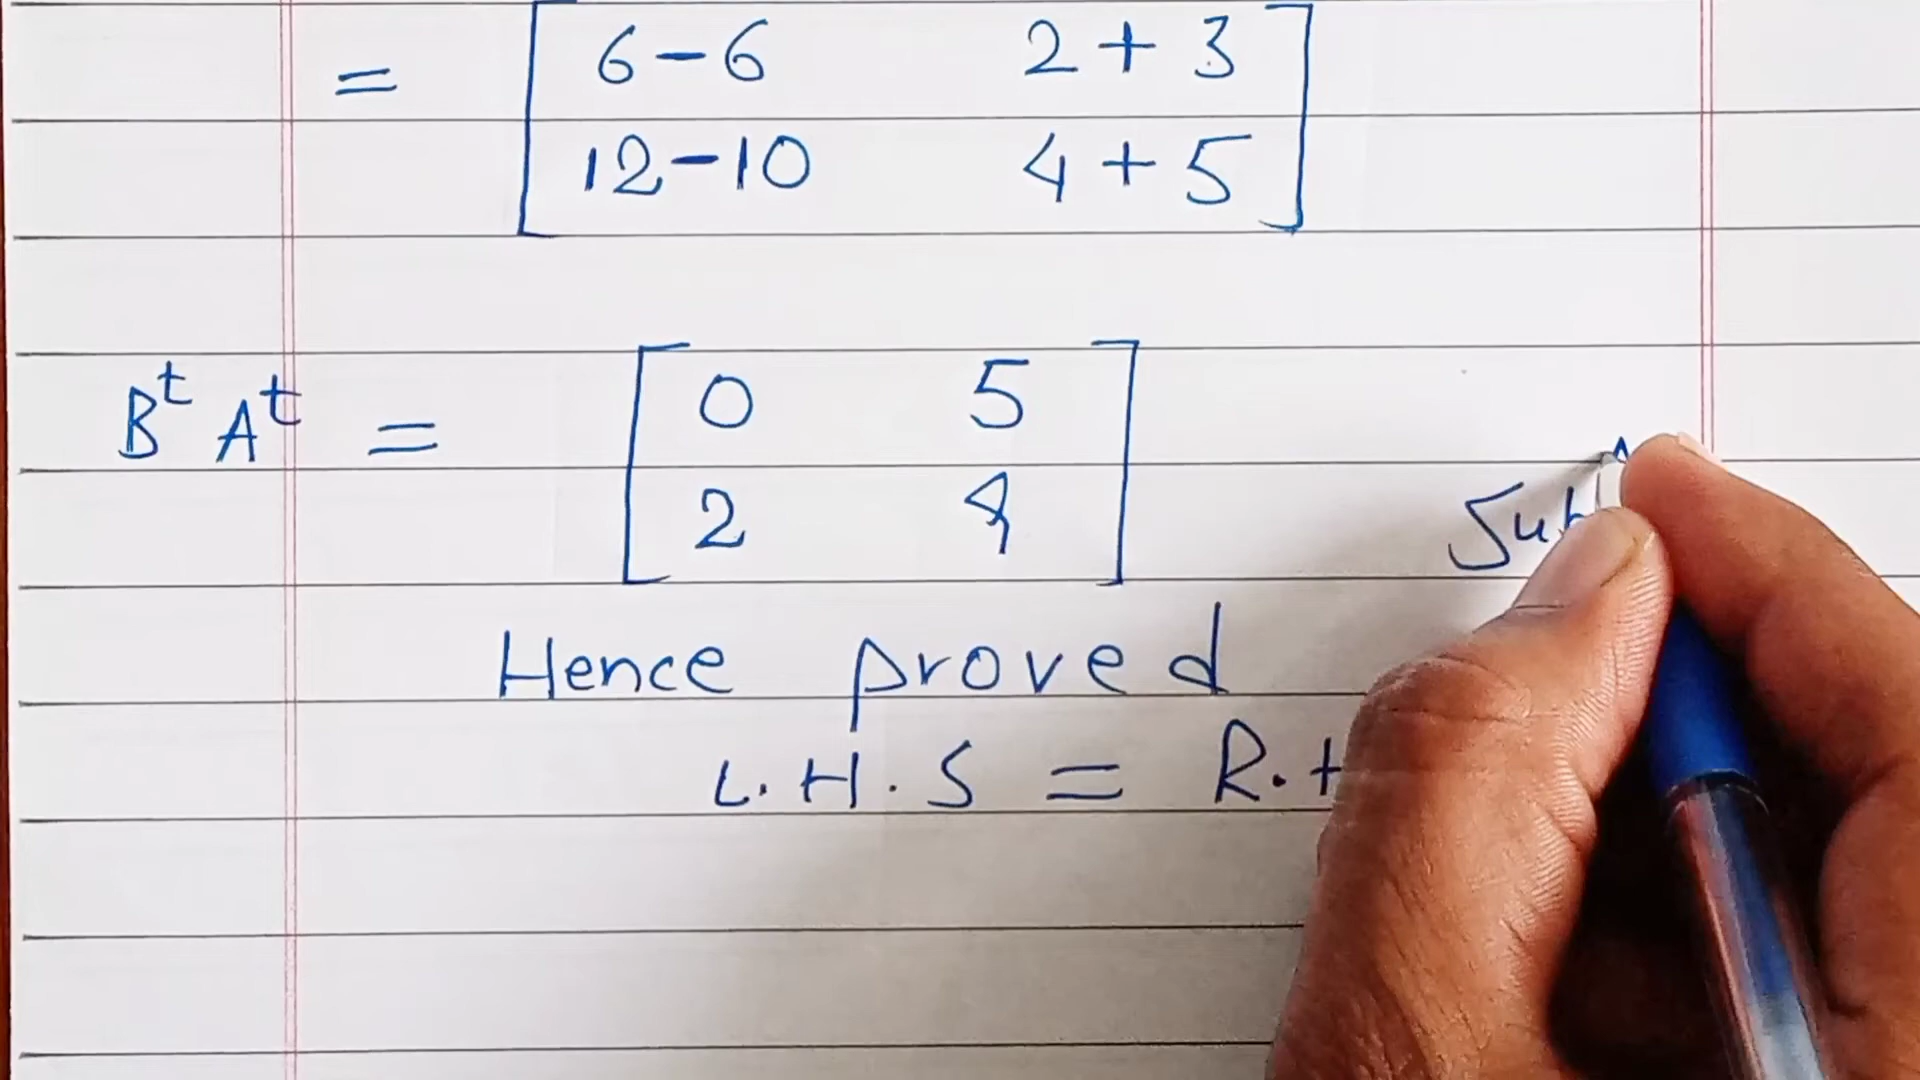 = [ 6-6 2+3
12-10 4+5 ]
B^t A^t = [ 0 5
2 9 ]
Hence proved
L.H.S = R.H